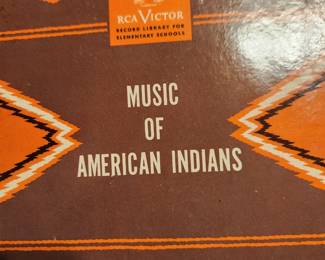 RCA VICTOR
RECORD LIBRARY FOR
ELEMENTARY SCHOOLS
MUSIC
OF
AMERICAN INDIANS